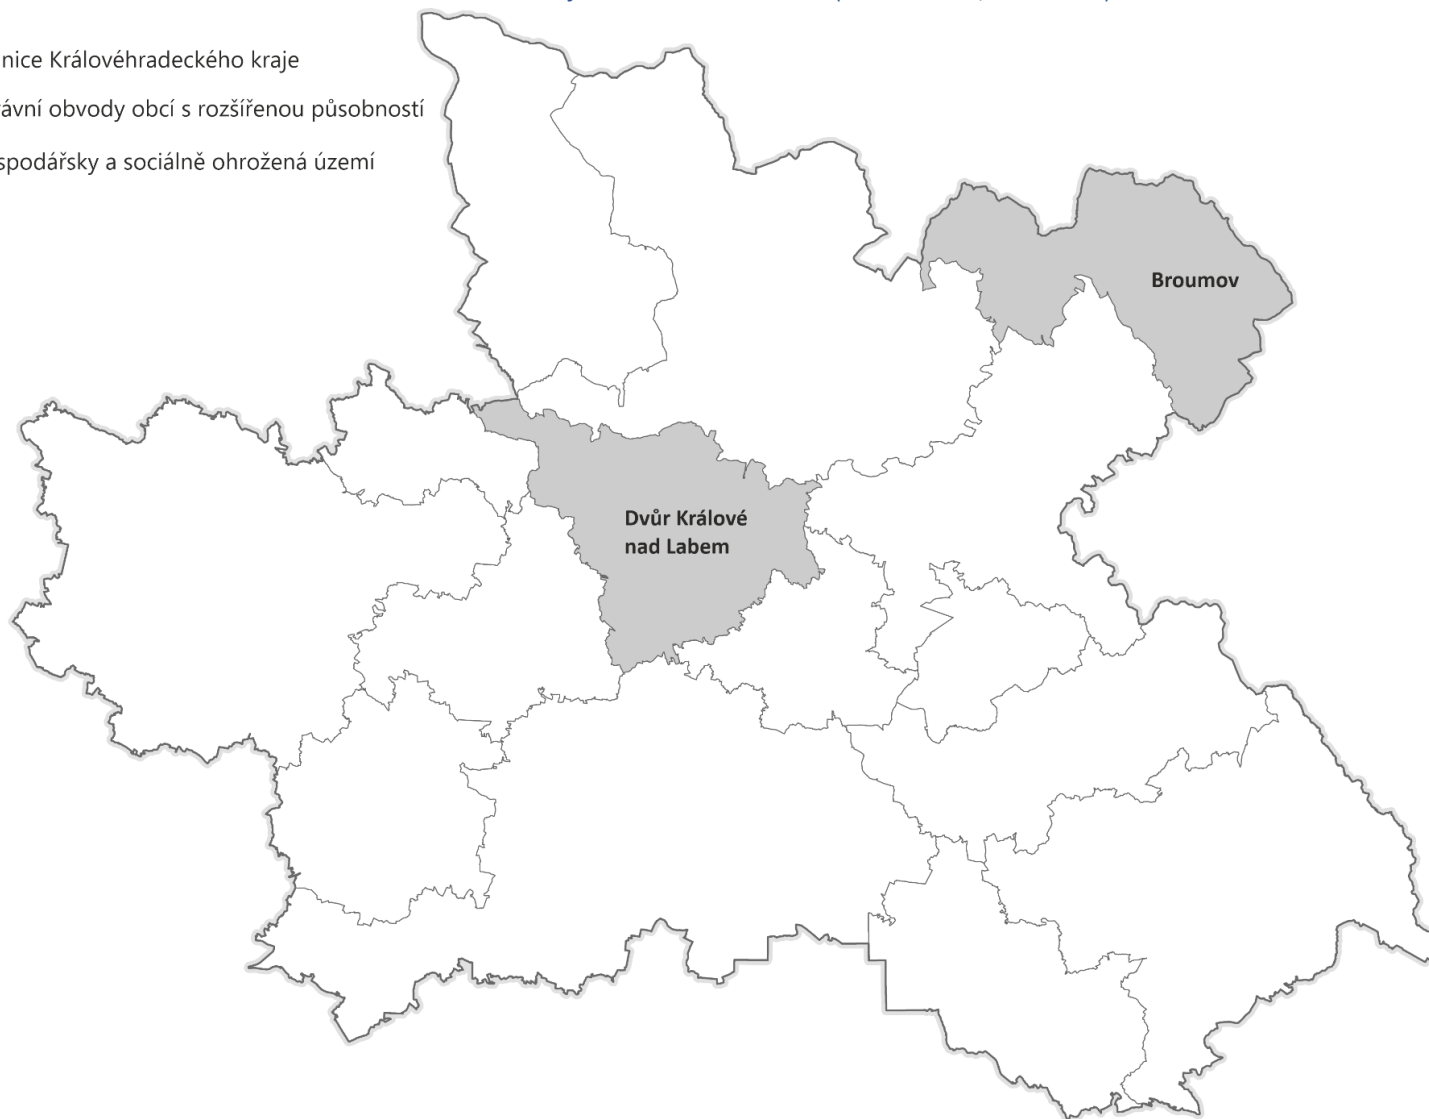 nice Královéhradeckého kraje
ávní obvody obcí s rozšířenou působností
spodářsky a sociálně ohrožená území
Broumov
Dvůr Králové
nad Labem